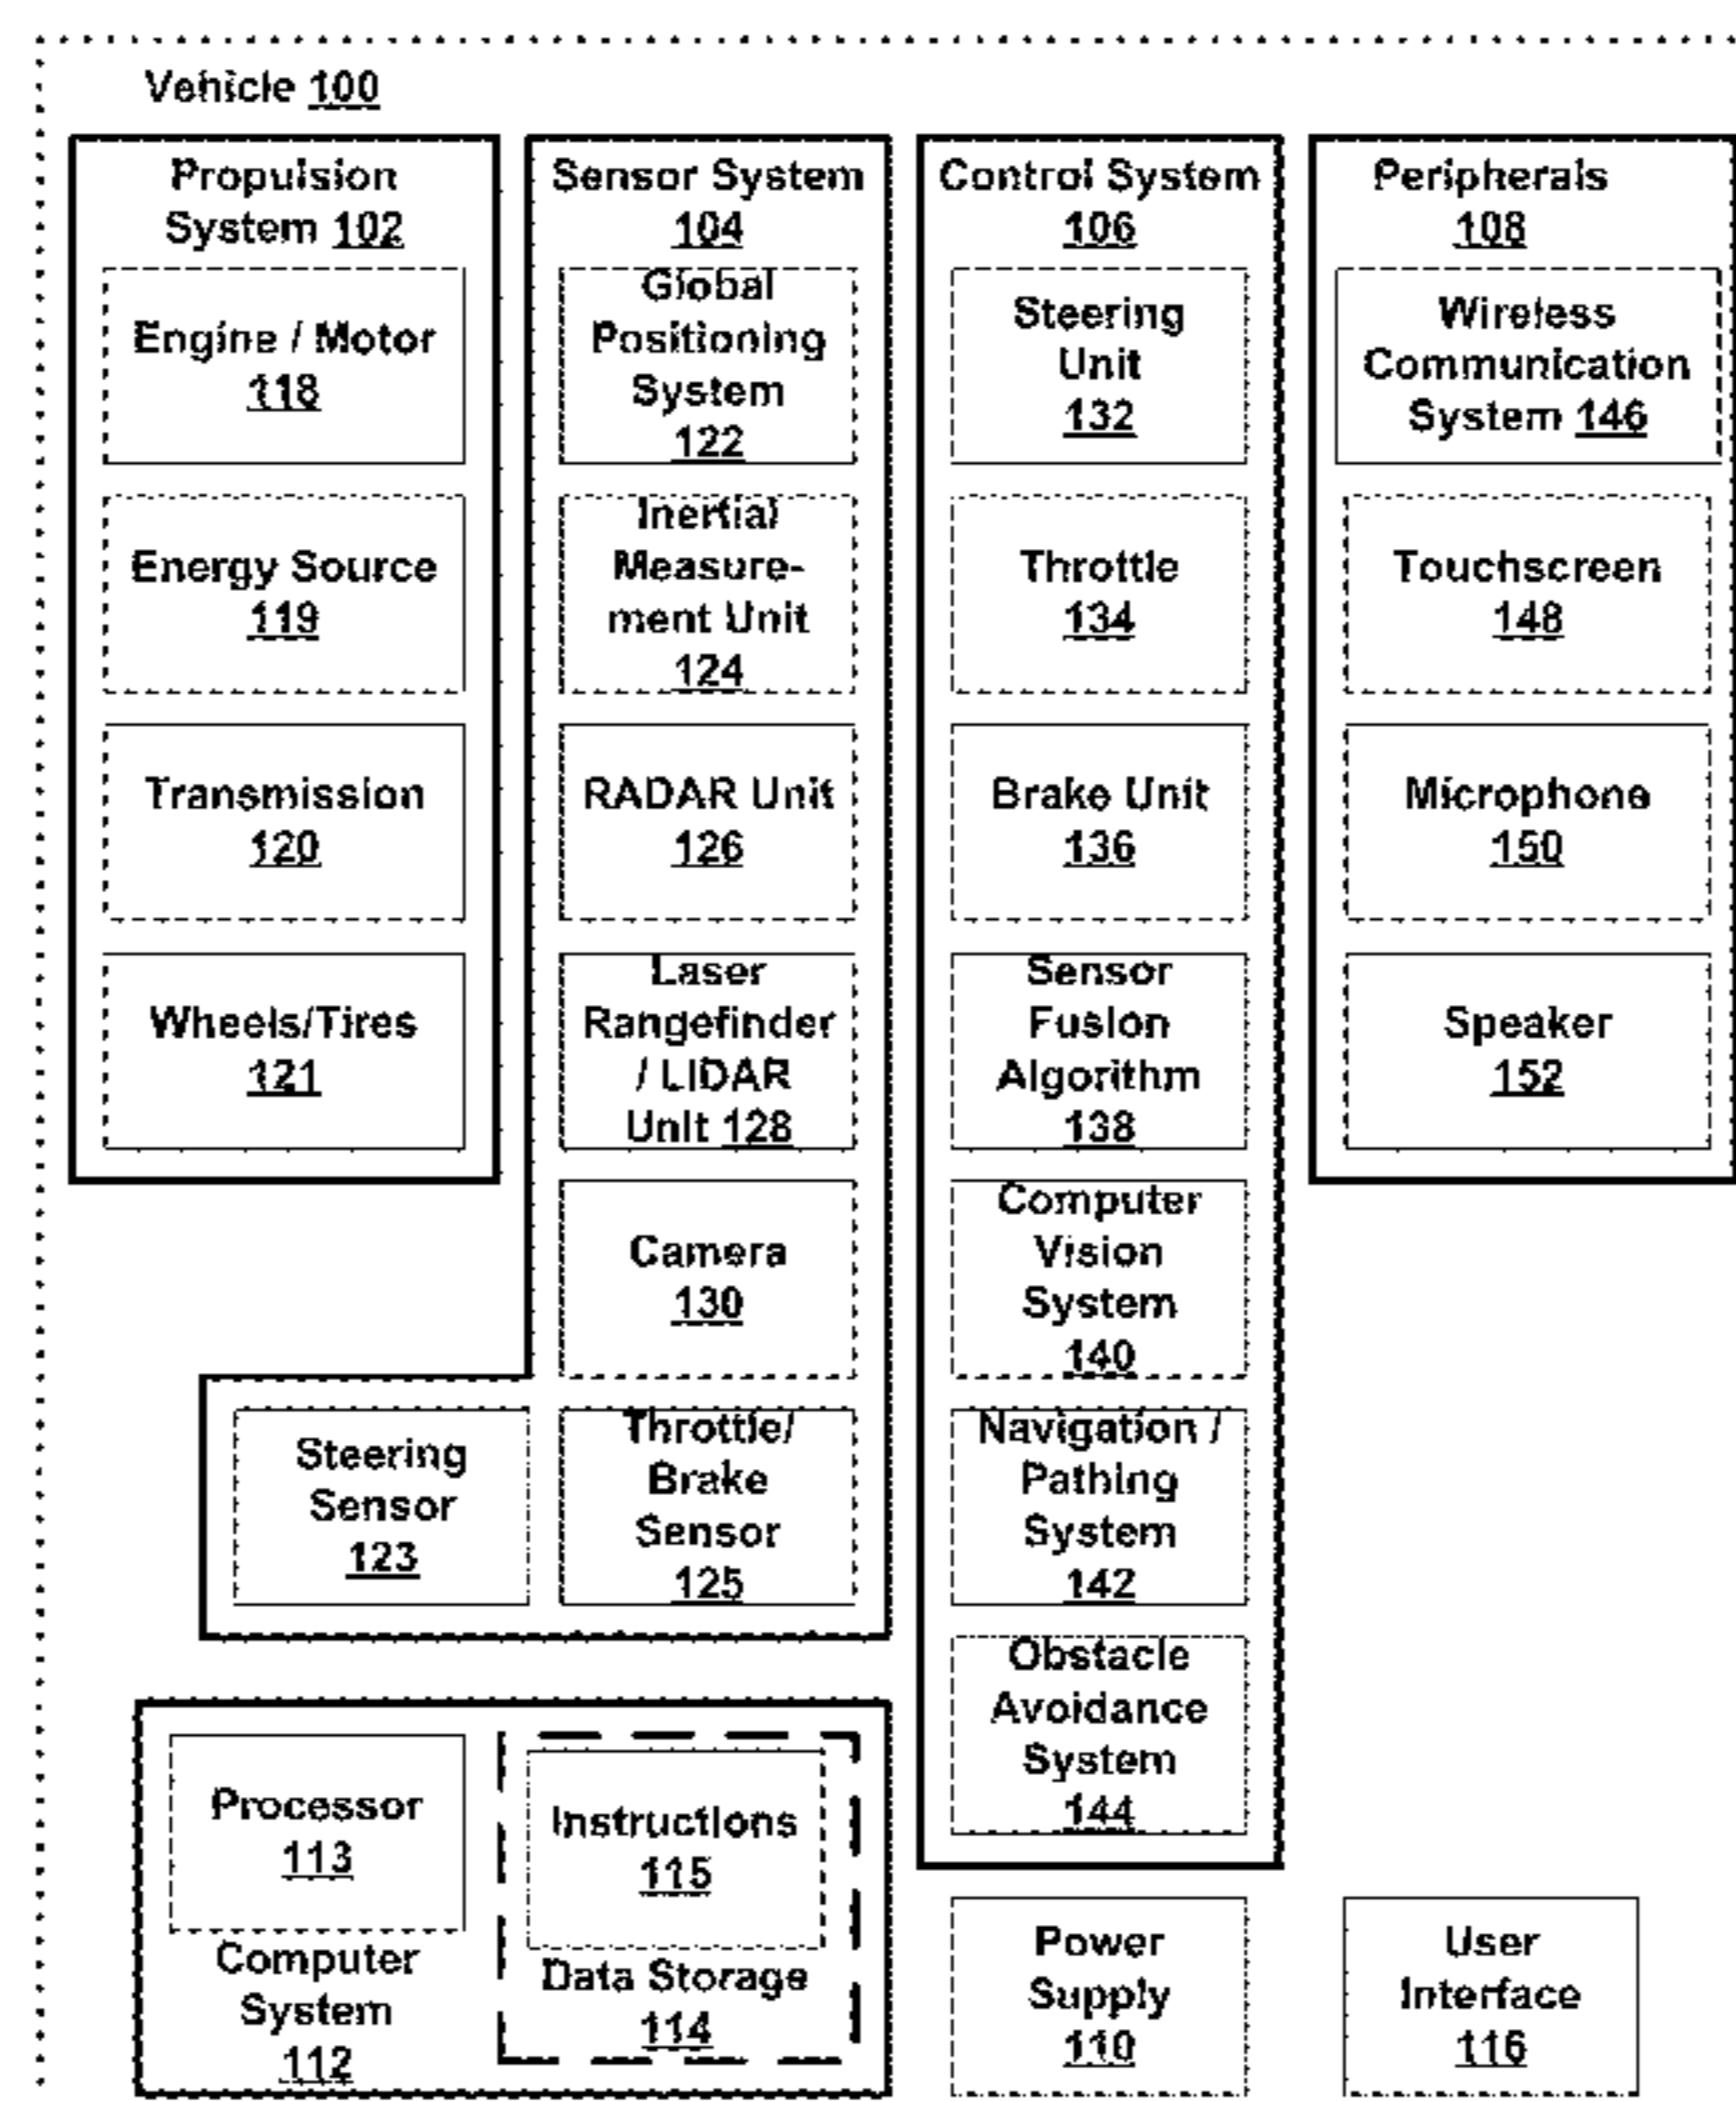 Vehicle 100
Propulsion
System 102
Engine / Motor
118
Energy Source
119
Transmission
120
Wheels/Tires
121
Sensor System
104
Global
Positioning
System
122
Inertial
Measure-
ment Unit
124
RADAR Unit
126
Laser
Rangefinder
/ LIDAR
Unit 128
Camera
130
Steering
Sensor
123
Throttle/
Brake
Sensor
125
Control System
106
Steering
Unit
132
Throttle
134
Brake Unit
136
Sensor
Fusion
Algorithm
138
Computer
Vision
System
140
Navigation /
Pathing
System
142
Obstacle
Avoidance
System
144
Peripherals
108
Wireless
Communication
System 146
Touchscreen
148
Microphone
150
Speaker
152
Processor
113
Computer
System
112
Instructions
115
Data Storage
114
Power
Supply
110
User
Interface
116